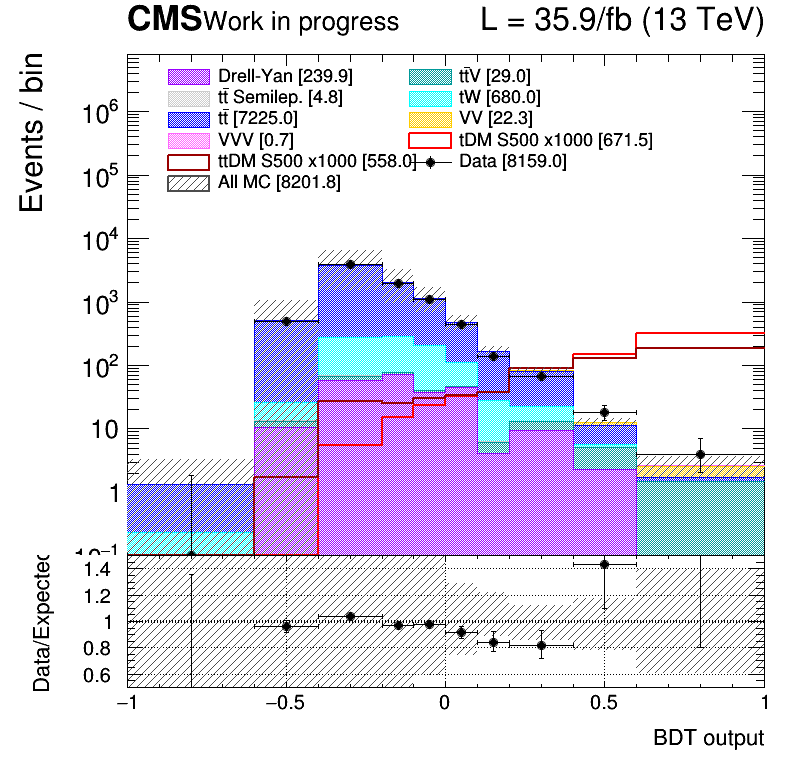 CMS Work in progress L = 35.9/fb (13 TeV)
Events / bin
Drell-Yan [239.9] tt̄V [29.0]
tt̄ Semilep. [4.8] tW [680.0]
tt̄ [7225.0] VV [22.3]
VVV [0.7] tDM S500 x1000 [671.5]
ttDM S500 x1000 [558.0] Data [8159.0]
All MC [8201.8]
10⁶
10⁵
10⁴
10³
10²
10
1
10⁻¹
Data/Expected
1.4
1.2
1
0.8
0.6
−1 −0.5 0 0.5 1
BDT output